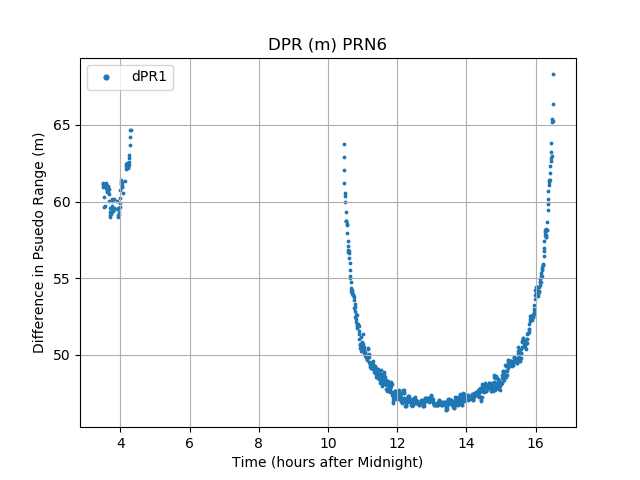 DPR (m) PRN6
dPR1
Difference in Psuedo Range (m)
65
60
55
50
4 6 8 10 12 14 16
Time (hours after Midnight)